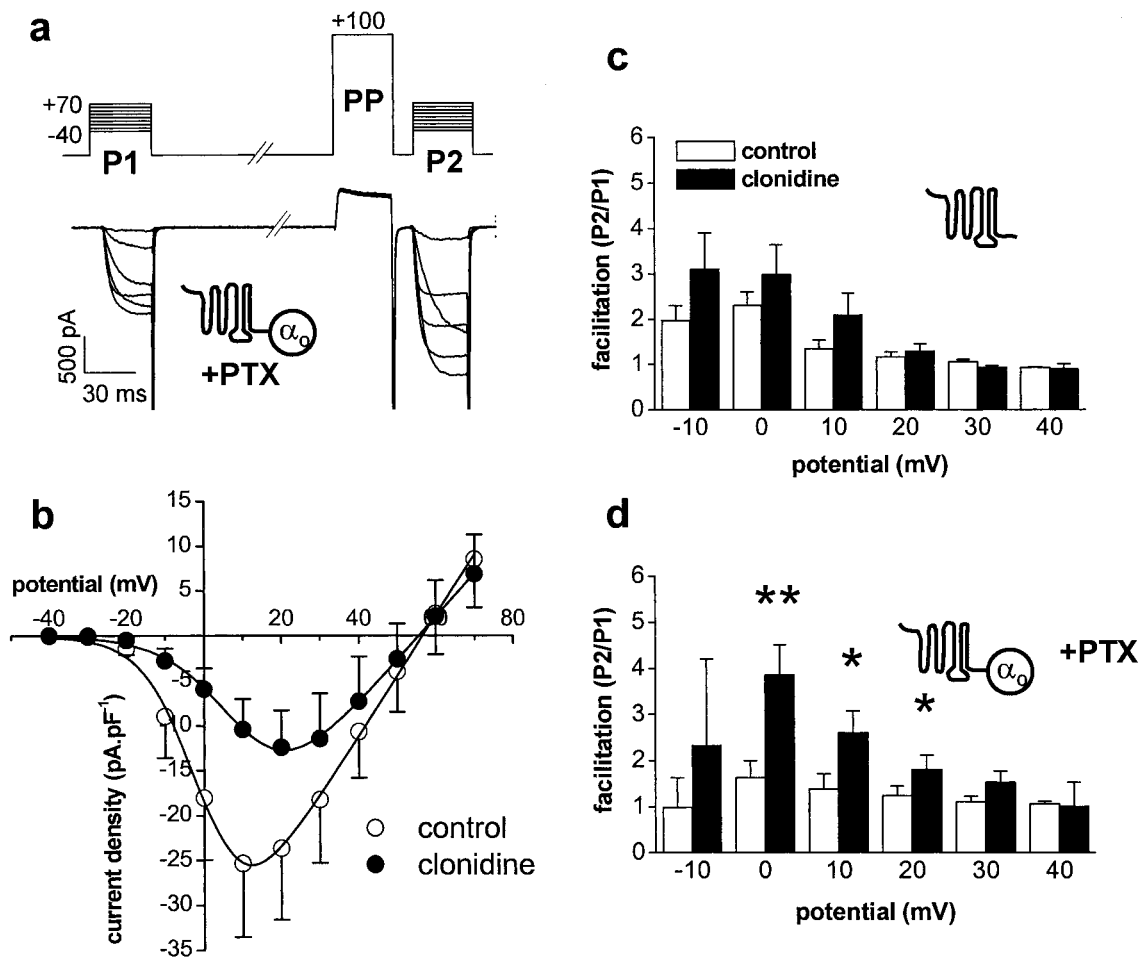 a
+100
PP
+70
-40
P1
P2
500 pA
30 ms
αo
+PTX
b
15
10
5
potential (mV)
-40
-20
20
40
60
80
-5
-10
-15
-20
-25
-30
-35
current density (pA.pF-1)
control
clonidine
c
6
5
4
3
2
1
0
facilitation (P2/P1)
control
clonidine
-10
0
10
20
30
40
potential (mV)
d
6
5
4
3
2
1
0
facilitation (P2/P1)
**
*
*
αo
+PTX
-10
0
10
20
30
40
potential (mV)